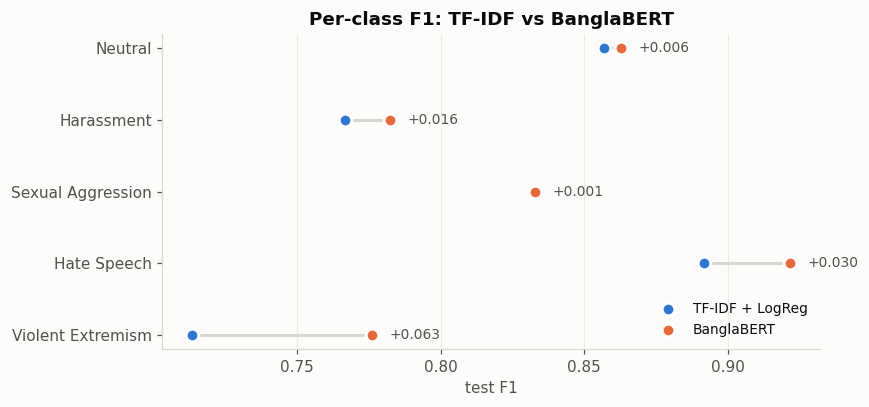 Per-class F1: TF-IDF vs BanglaBERT
Neutral
+0.006
Harassment
+0.016
Sexual Aggression
+0.001
Hate Speech
+0.030
TF-IDF + LogReg
BanglaBERT
Violent Extremism
+0.063
0.75 0.80 0.85 0.90
test F1